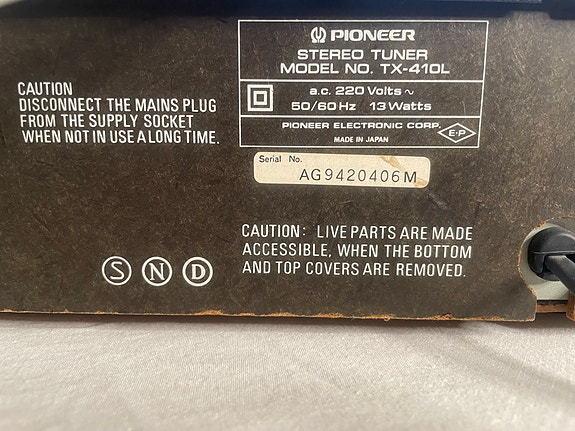 PIONEER
STEREO TUNER
MODEL NO. TX-410L
a.c. 220 Volts ~
50/60 Hz 13 Watts
PIONEER ELECTRONIC CORP.
MADE IN JAPAN
E·P
CAUTION
DISCONNECT THE MAINS PLUG
FROM THE SUPPLY SOCKET
WHEN NOT IN USE A LONG TIME.
Serial No.
AG9420406M
CAUTION: LIVE PARTS ARE MADE
ACCESSIBLE, WHEN THE BOTTOM
AND TOP COVERS ARE REMOVED.
S N D